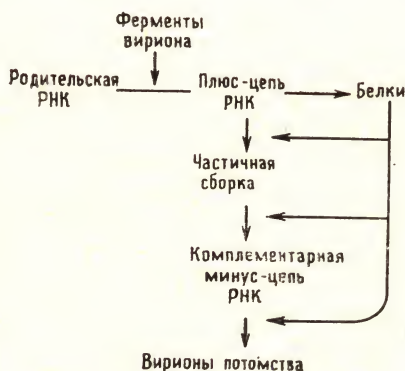 Ферменты
вириона
Родительская
РНК
Плюс-цепь
РНК
Белки
Частичная
сборка
Комплементарная
минус-цепь
РНК
Вирионы потомства